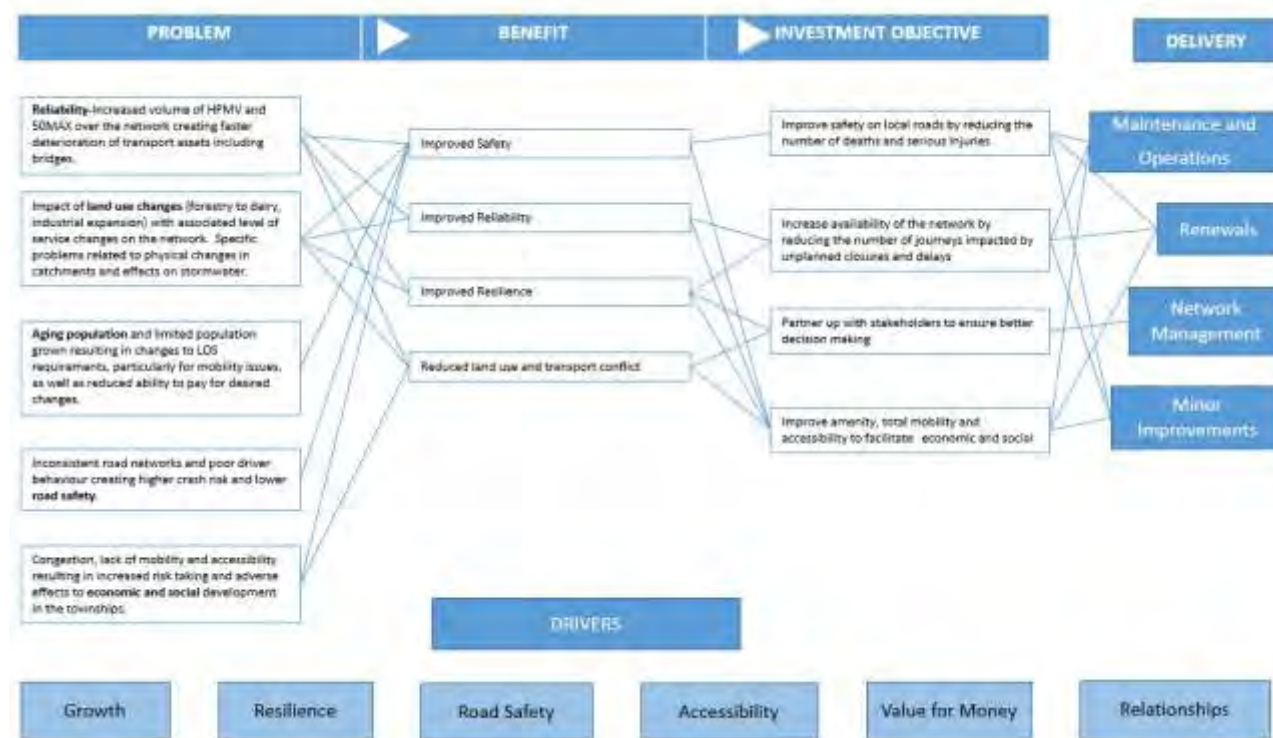 PROBLEM
BENEFIT
INVESTMENT OBJECTIVE
DELIVERY
Reliability-Increased volume of HPMV and
50MAX over the network creating faster
deterioration of transport assets including
bridges.
Impact of land use changes (forestry to dairy,
industrial expansion) with associated level of
service changes on the network. Specific
problems related to physical changes in
catchments and effects on stormwater.
Aging population and limited population
grown resulting in changes to LOS
requirements, particularly for mobility issues,
as well as reduced ability to pay for desired
changes.
Inconsistent road networks and poor driver
behaviour creating higher crash risk and lower
road safety.
Congestion, lack of mobility and accessibility
resulting in increased risk taking and adverse
effects to economic and social development
in the townships.
Improved Safety
Improved Reliability
Improved Resilience
Reduced land use and transport conflict
Improve safety on local roads by reducing the
number of deaths and serious injuries
Increase availability of the network by
reducing the number of journeys impacted by
unplanned closures and delays
Partner up with stakeholders to ensure better
decision making
Improve amenity, total mobility and
accessibility to facilitate economic and social
Maintenance and
Operations
Renewals
Network
Management
Minor
Improvements
DRIVERS
Growth
Resilience
Road Safety
Accessibility
Value for Money
Relationships